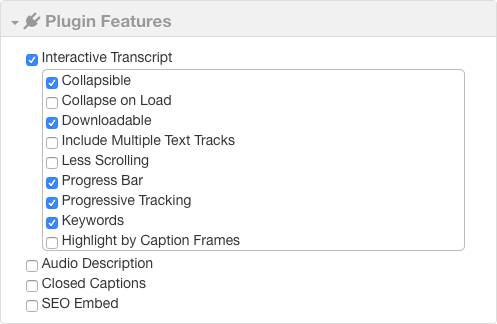 Plugin Features
Interactive Transcript
Collapsible
Collapse on Load
Downloadable
Include Multiple Text Tracks
Less Scrolling
Progress Bar
Progressive Tracking
Keywords
Highlight by Caption Frames
Audio Description
Closed Captions
SEO Embed